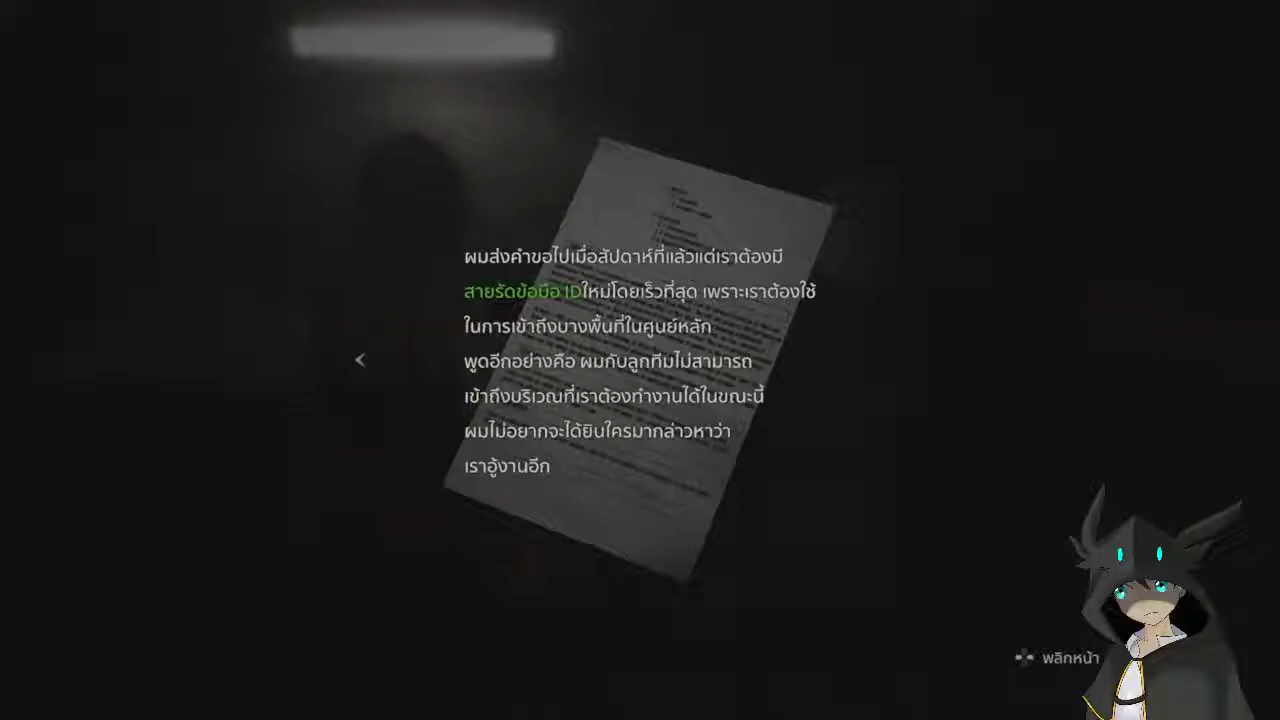 ผมส่งคำขอไปเมื่อสัปดาห์ที่แล้วแต่เราต้องมี
สายรัดข้อมือ IDใหม่โดยเร็วที่สุด เพราะเราต้องใช้
ในการเข้าถึงบางพื้นที่ในศูนย์หลัก
พูดอีกอย่างคือ ผมกับลูกทีมไม่สามารถ
เข้าถึงบริเวณที่เราต้องทำงานได้ในขณะนี้
ผมไม่อยากจะได้ยินใครมากล่าวหาว่า
เราอู้งานอีก
พลิกหน้า